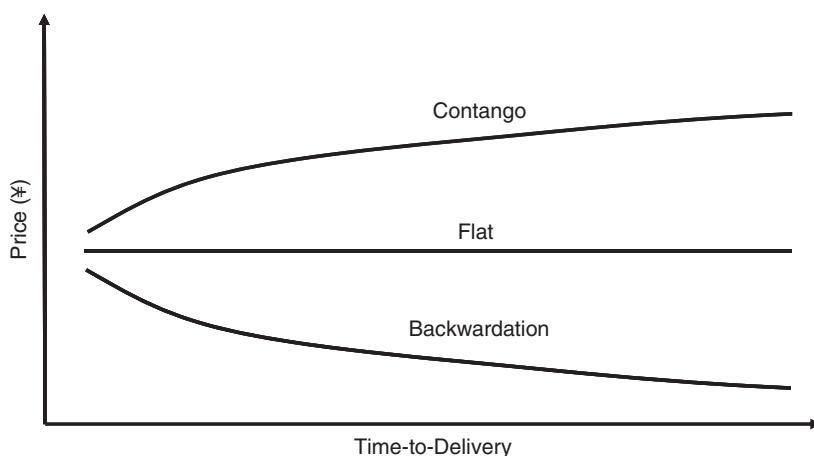 Contango
Price (¥)
Flat
Backwardation
Time-to-Delivery